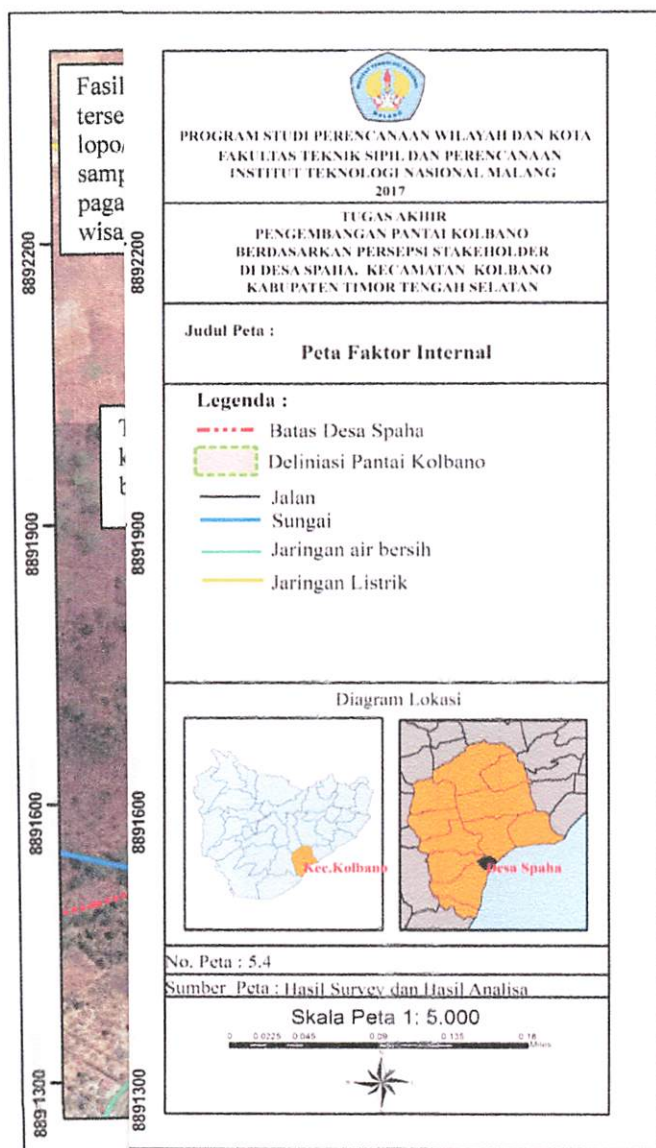 Fasil
terse
lopo/
samp
paga
wisa
8892200
8891900
8891600
8891300
8892200
8891900
8891600
8891300
PROGRAM STUDI PERENCANAAN WILAYAH DAN KOTA
FAKULTAS TEKNIK SIPIL DAN PERENCANAAN
INSTITUT TEKNOLOGI NASIONAL MALANG
2017
TUGAS AKHIR
PENGEMBANGAN PANTAI KOLBANO
BERDASARKAN PERSEPSI STAKEHOLDER
DI DESA SPAHA. KECAMATAN KOLBANO
KABUPATEN TIMOR TENGAH SELATAN
Judul Peta :
Peta Faktor Internal
Legenda :
Batas Desa Spaha
Deliniasi Pantai Kolbano
Jalan
Sungai
Jaringan air bersih
Jaringan Listrik
Diagram Lokasi
Kec.Kolbano
Desa Spaha
No. Peta : 5.4
Sumber Peta : Hasil Survey dan Hasil Analisa
Skala Peta 1: 5.000
0 0.0225 0.045 0.09 0.135 0.18
Miles